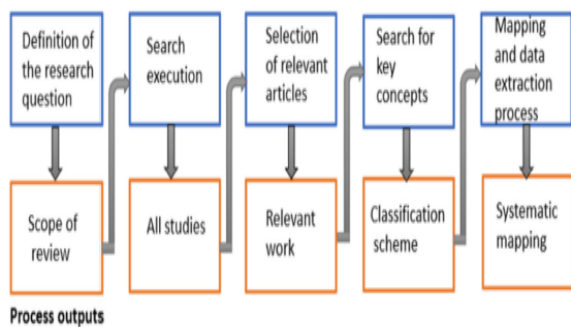 Definition of
the research
question
Search
execution
Selection
of relevant
articles
Search for
key
concepts
Mapping
and data
extraction
process
Scope of
review
All studies
Relevant
work
Classification
scheme
Systematic
mapping
Process outputs